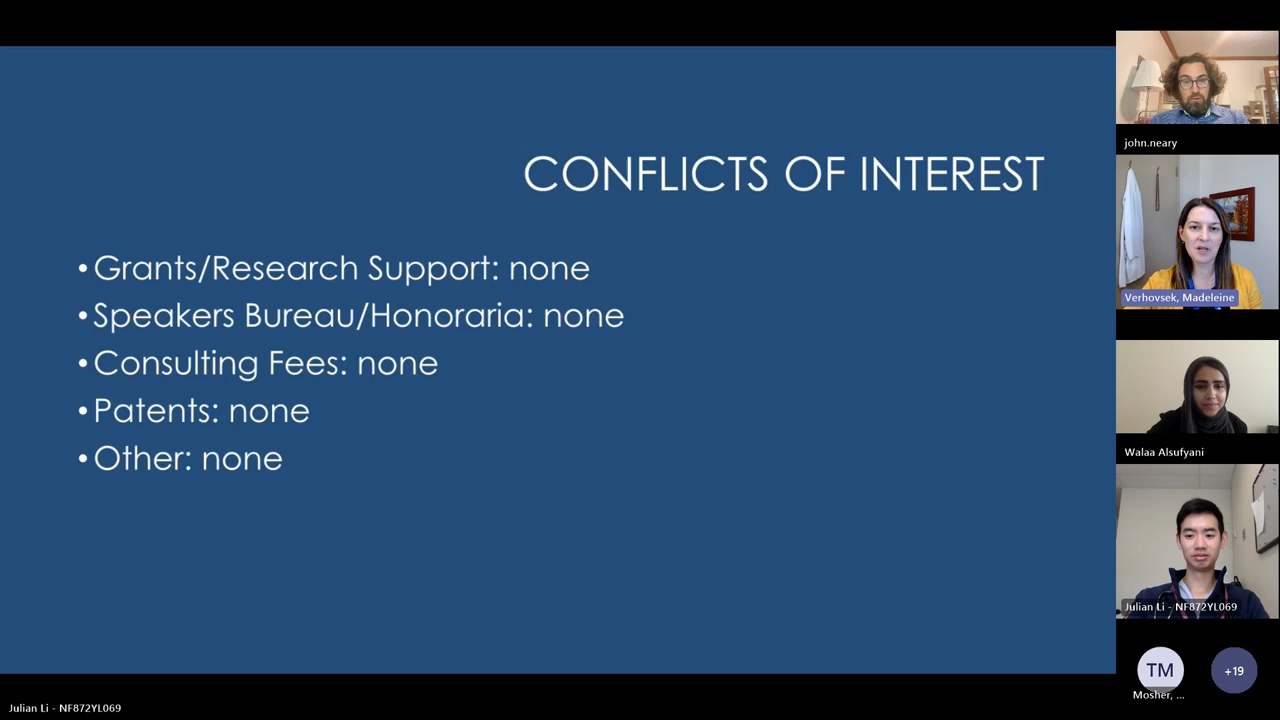 CONFLICTS OF INTEREST
• Grants/Research Support: none
• Speakers Bureau/Honoraria: none
• Consulting Fees: none
• Patents: none
• Other: none
john.neary
Verhovsek, Madeleine
Walaa Alsufyani
Julian Li - NF872YL069
TM
+19
Mosher, ...
Julian Li - NF872YL069